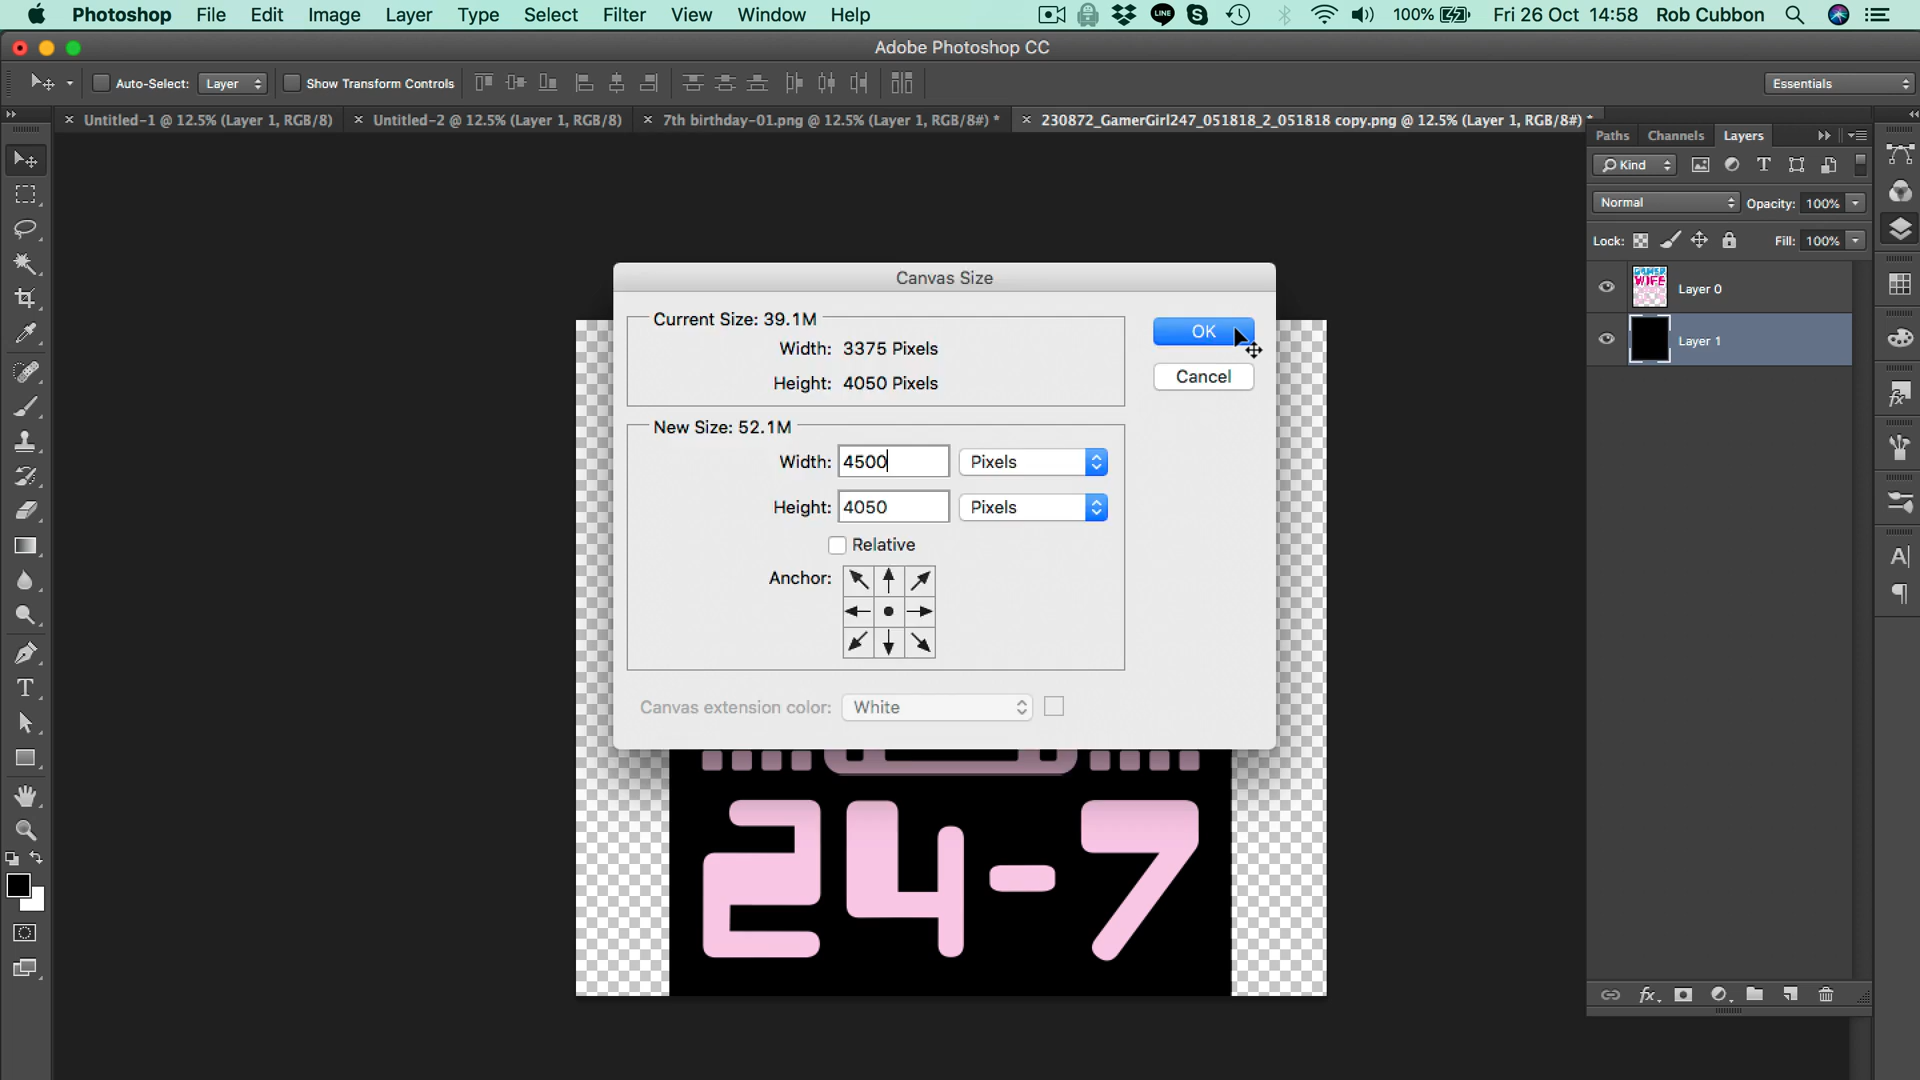 Photoshop File Edit Image Layer Type Select Filter View Window Help LINE 100% Fri 26 Oct 14:58 Rob Cubbon
Adobe Photoshop CC
Auto-Select: Layer Show Transform Controls Essentials
Untitled-1 @ 12.5% (Layer 1, RGB/8) Untitled-2 @ 12.5% (Layer 1, RGB/8) 7th birthday-01.png @ 12.5% (Layer 1, RGB/8#) * 230872_GamerGirl247_051818_2_051818 copy.png @ 12.5% (Layer 1, RGB/8#) *
Paths Channels Layers
Kind
Normal Opacity: 100%
Lock: Fill: 100%
GAMER
WIFE
Layer 0
Layer 1
Canvas Size
Current Size: 39.1M
Width: 3375 Pixels
Height: 4050 Pixels
OK
Cancel
New Size: 52.1M
Width: 4500 Pixels
Height: 4050 Pixels
Relative
Anchor:
Canvas extension color: White
24-7